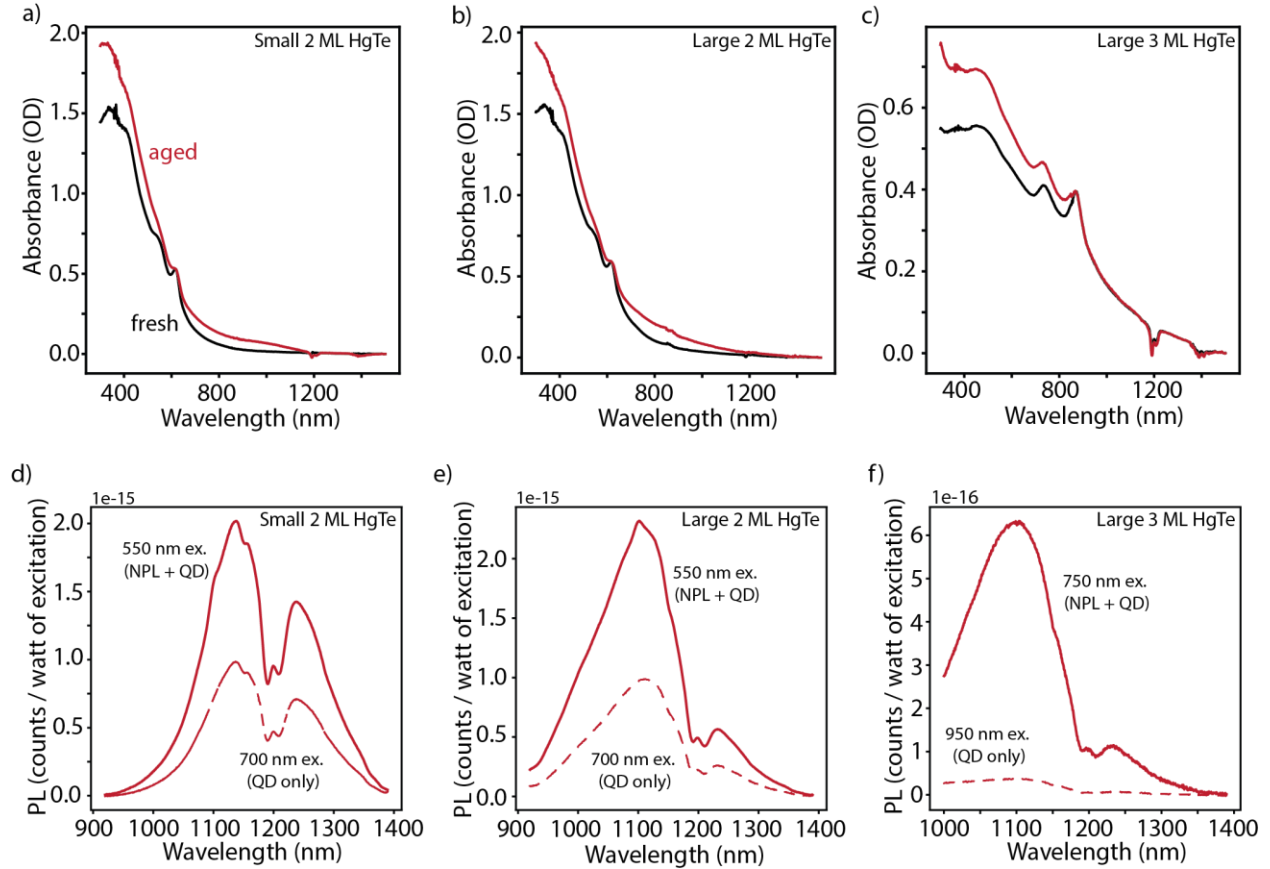 a)
Small 2 ML HgTe
2.0
1.5
1.0
0.5
0.0
Absorbance (OD)
aged
fresh
400
800
1200
Wavelength (nm)
b)
Large 2 ML HgTe
2.0
1.5
1.0
0.5
0.0
Absorbance (OD)
400
800
1200
Wavelength (nm)
c)
Large 3 ML HgTe
0.6
0.4
0.2
0.0
Absorbance (OD)
400
800
1200
Wavelength (nm)
d)
1e-15
Small 2 ML HgTe
2.0
1.5
1.0
0.5
0.0
PL (counts / watt of excitation)
550 nm ex.
(NPL + QD)
700 nm ex.
(QD only)
900
1000
1100
1200
1300
1400
Wavelength (nm)
e)
1e-15
Large 2 ML HgTe
2.0
1.5
1.0
0.5
0.0
PL (counts / watt of excitation)
550 nm ex.
(NPL + QD)
700 nm ex.
(QD only)
900
1000
1100
1200
1300
1400
Wavelength (nm)
f)
1e-16
Large 3 ML HgTe
6
5
4
3
2
1
0
PL (counts / watt of excitation)
750 nm ex.
(NPL + QD)
950 nm ex.
(QD only)
1000
1100
1200
1300
1400
Wavelength (nm)